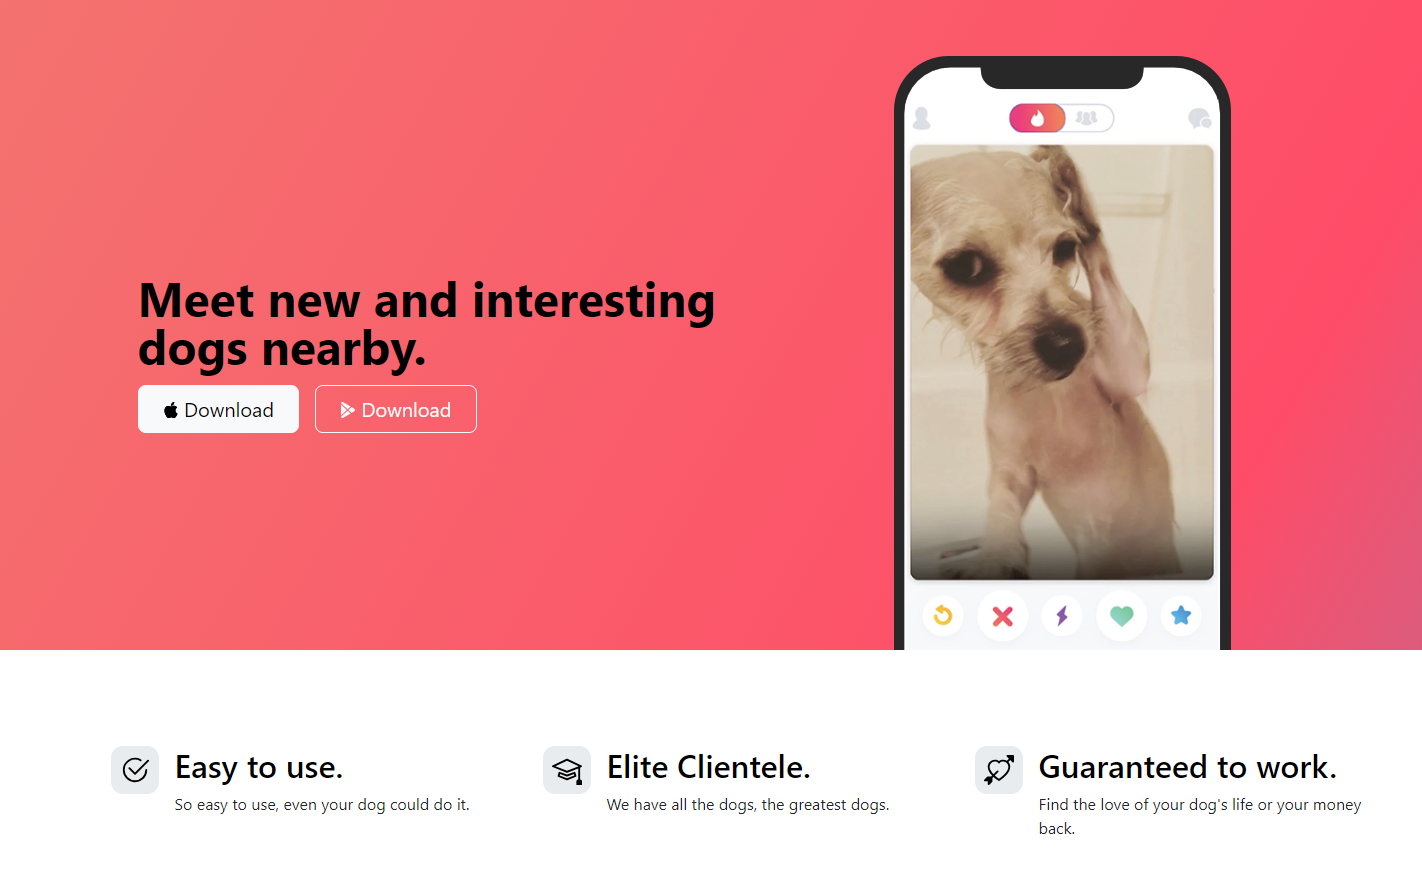 Meet new and interesting
dogs nearby.
Download
Download
Easy to use.
So easy to use, even your dog could do it.
Elite Clientele.
We have all the dogs, the greatest dogs.
Guaranteed to work.
Find the love of your dog's life or your money
back.